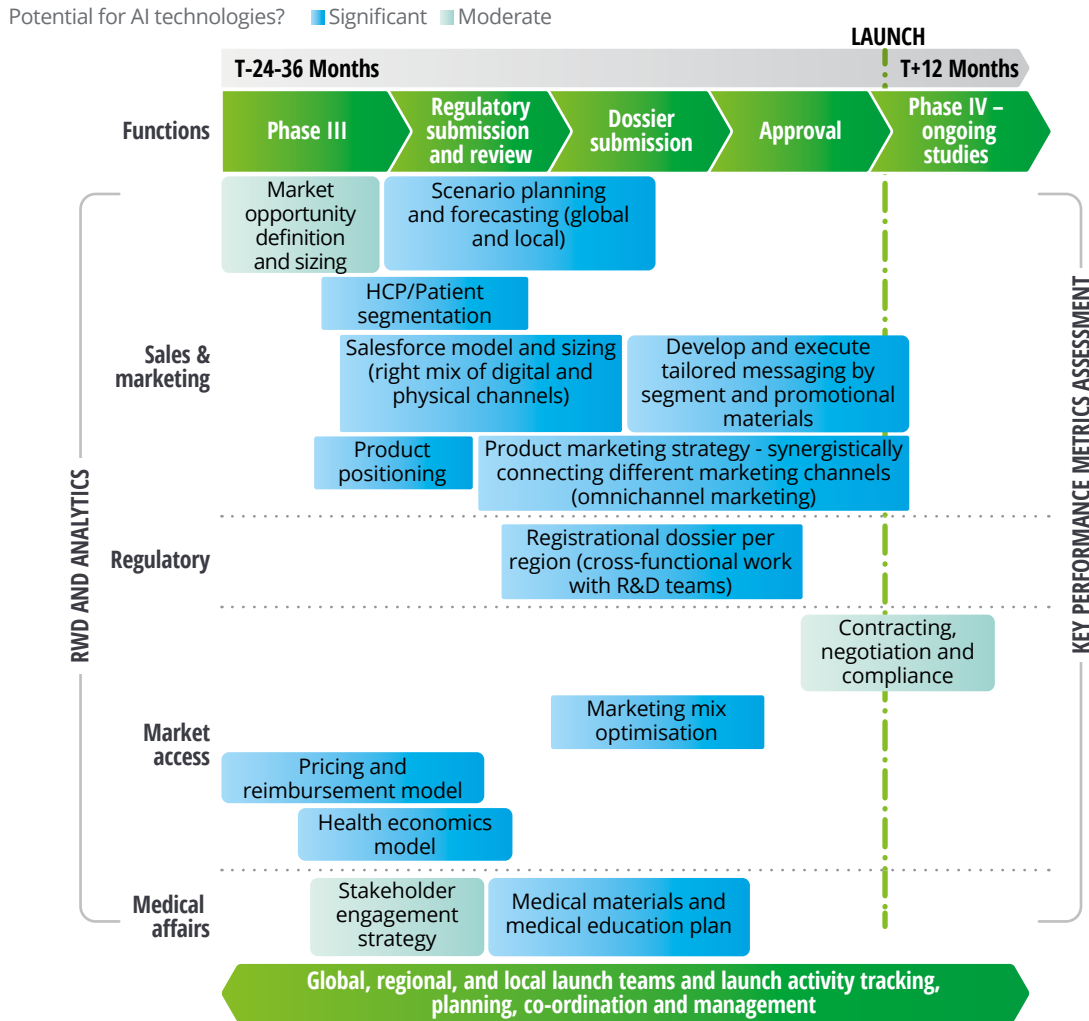 Potential for AI technologies? Significant Moderate
LAUNCH
T-24-36 Months
T+12 Months
Functions
Phase III
Regulatory
submission
and review
Dossier
submission
Approval
Phase IV –
ongoing
studies
RWD AND ANALYTICS
KEY PERFORMANCE METRICS ASSESSMENT
Sales &
marketing
Market
opportunity
definition
and sizing
Scenario planning
and forecasting (global
and local)
HCP/Patient
segmentation
Salesforce model and sizing
(right mix of digital and
physical channels)
Develop and execute
tailored messaging by
segment and promotional
materials
Product
positioning
Product marketing strategy - synergistically
connecting different marketing channels
(omnichannel marketing)
Regulatory
Registrational dossier per
region (cross-functional work
with R&D teams)
Market
access
Contracting,
negotiation and
compliance
Marketing mix
optimisation
Pricing and
reimbursement model
Health economics
model
Medical
affairs
Stakeholder
engagement
strategy
Medical materials and
medical education plan
Global, regional, and local launch teams and launch activity tracking,
planning, co-ordination and management